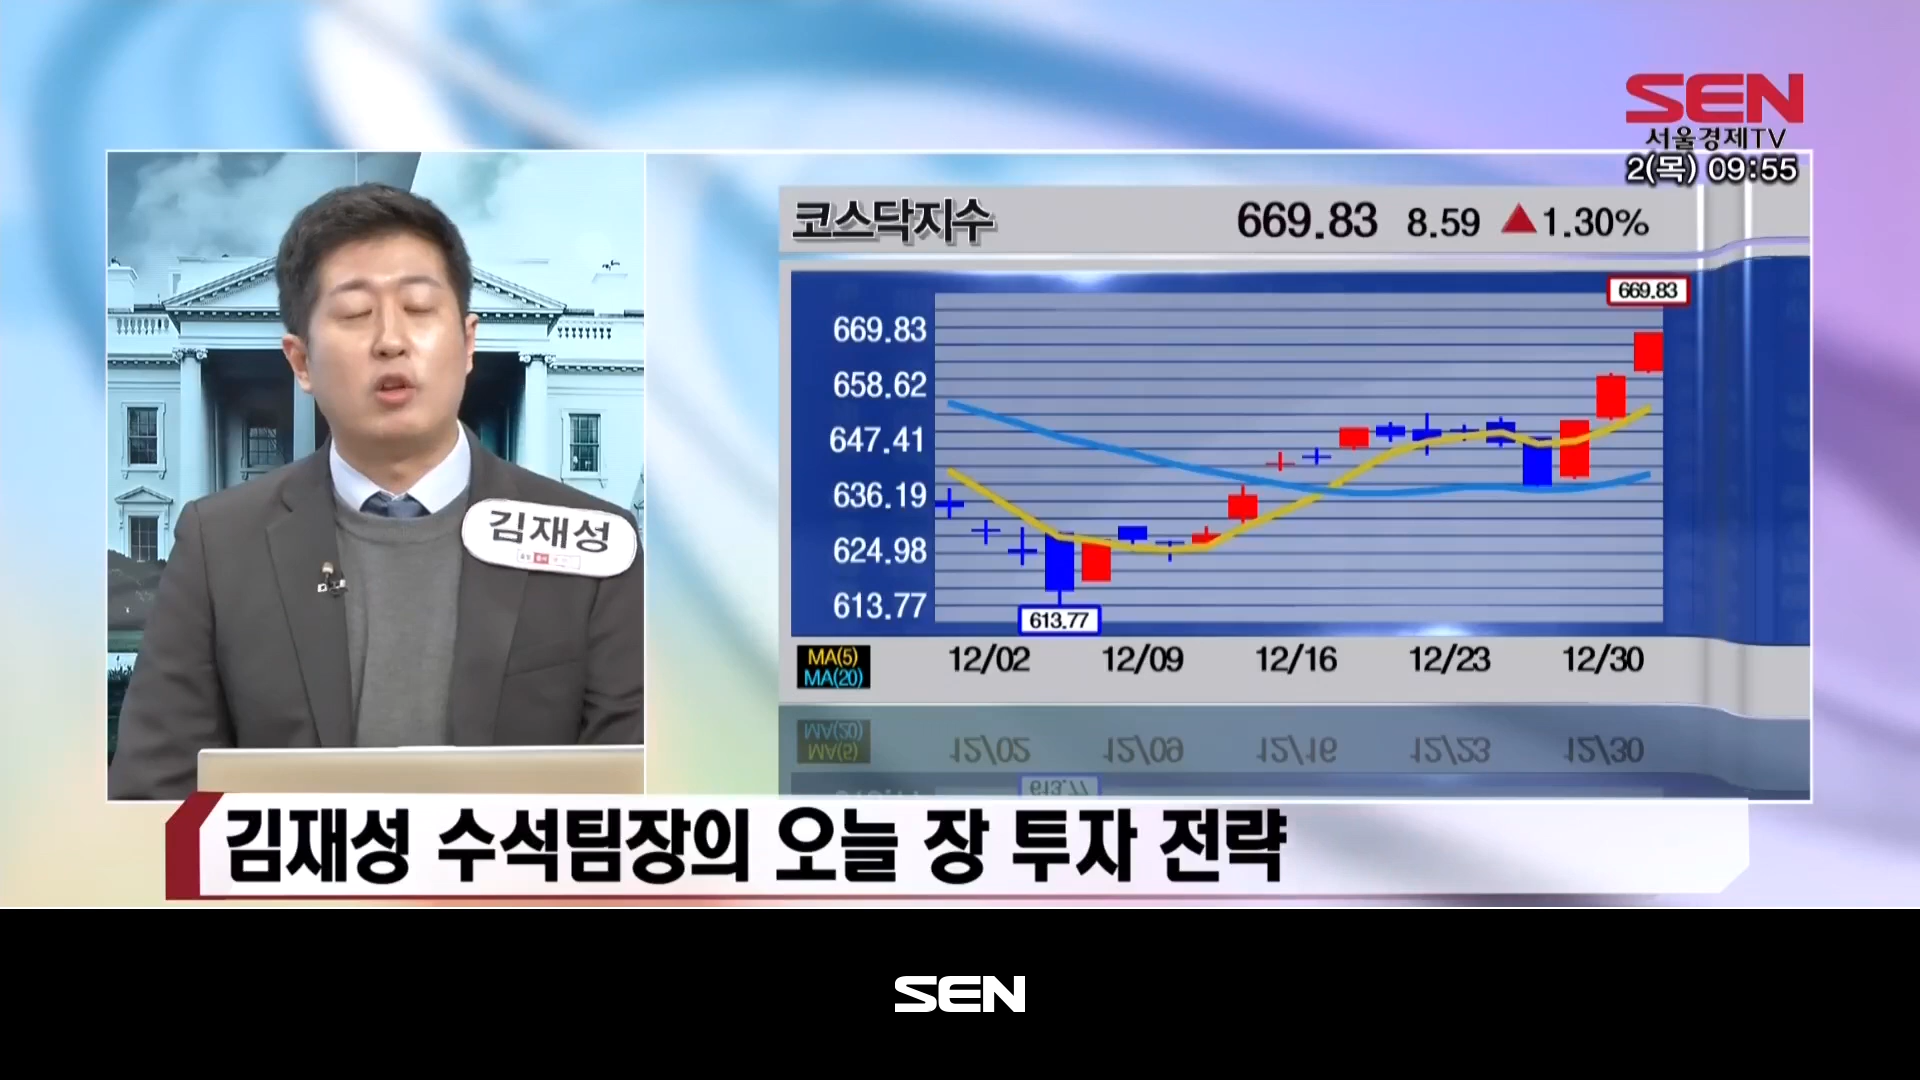 SEN
서울경제TV
2(목) 09:55
코스닥지수 669.83 8.59 ▲1.30%
669.83
669.83
658.62
647.41
636.19
624.98
613.77
613.77
MA(5)
MA(20)
12/02 12/09 12/16 12/23 12/30
김재성
김재성 수석팀장의 오늘 장 투자 전략
SEN